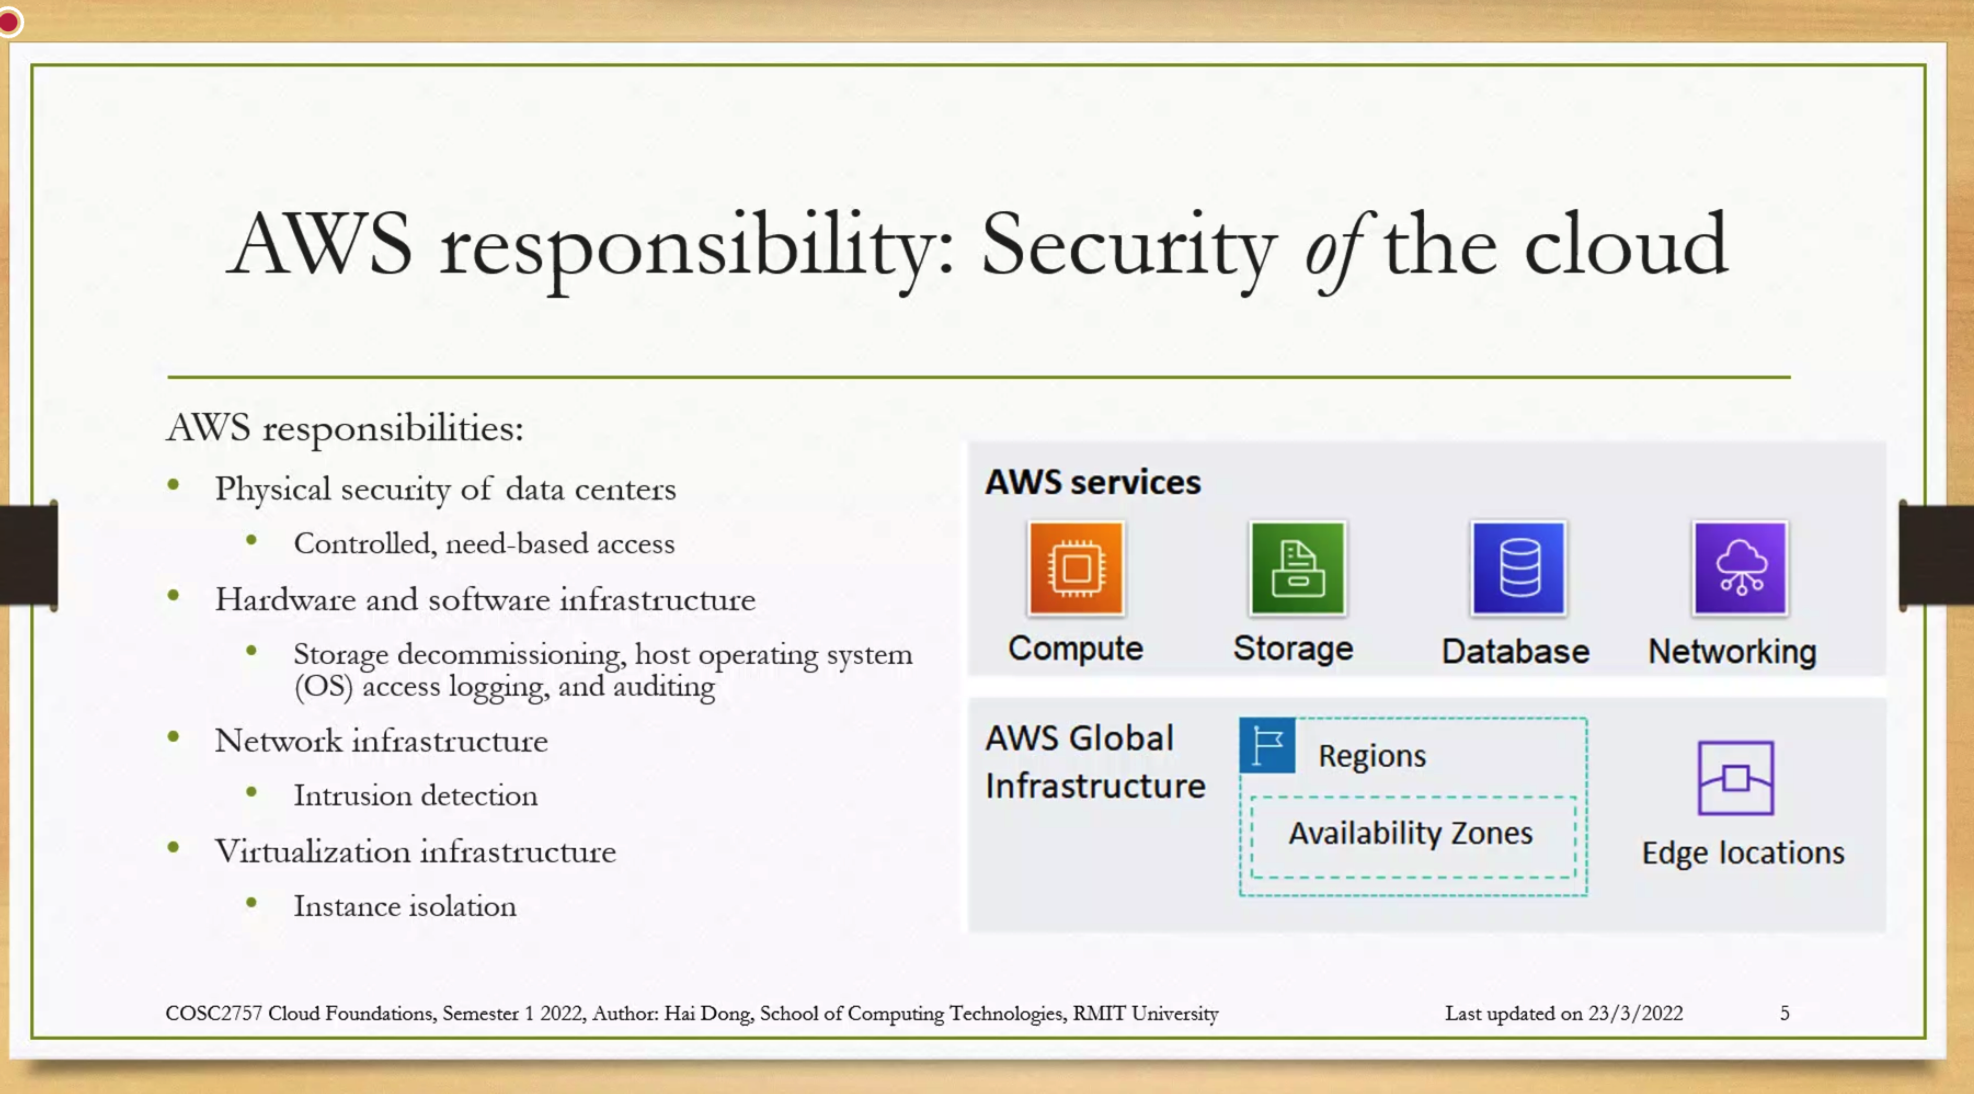 AWS responsibility: Security of the cloud
AWS responsibilities:
• Physical security of data centers
• Controlled, need-based access
• Hardware and software infrastructure
• Storage decommissioning, host operating system
(OS) access logging, and auditing
• Network infrastructure
• Intrusion detection
• Virtualization infrastructure
• Instance isolation
AWS services
Compute Storage Database Networking
AWS Global
Infrastructure
Regions
Availability Zones
Edge locations
COSC2757 Cloud Foundations, Semester 1 2022, Author: Hai Dong, School of Computing Technologies, RMIT University
Last updated on 23/3/2022
5